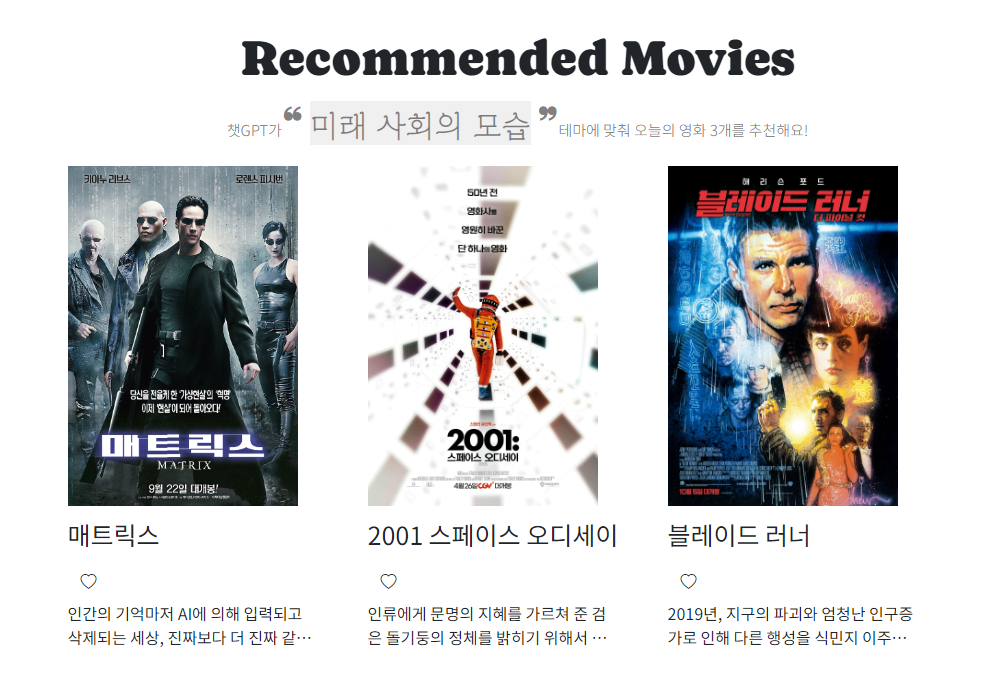 Recommended Movies
챗GPT가 ❝ 미래 사회의 모습 ❞ 테마에 맞춰 오늘의 영화 3개를 추천해요!
키아누 리브스 로렌스 피시번
당신을 전율케 한 '가상현실'의 '혁명'
이제 '현실'이 되어 돌아오다!
매트릭스
MATRIX
9월 22일 대개봉!
50년 전
영화사를
영원히 바꾼
단 하나의 영화
2001:
스페이스 오디세이
4월26일 CGV 대개봉
해리슨 포드
블레이드 러너
더 파이널 컷
10월 15일 대개봉
매트릭스
2001 스페이스 오디세이
블레이드 러너
인간의 기억마저 AI에 의해 입력되고
삭제되는 세상, 진짜보다 더 진짜 같…
인류에게 문명의 지혜를 가르쳐 준 검
은 돌기둥의 정체를 밝히기 위해서 …
2019년, 지구의 파괴와 엄청난 인구증
가로 인해 다른 행성을 식민지 이주…